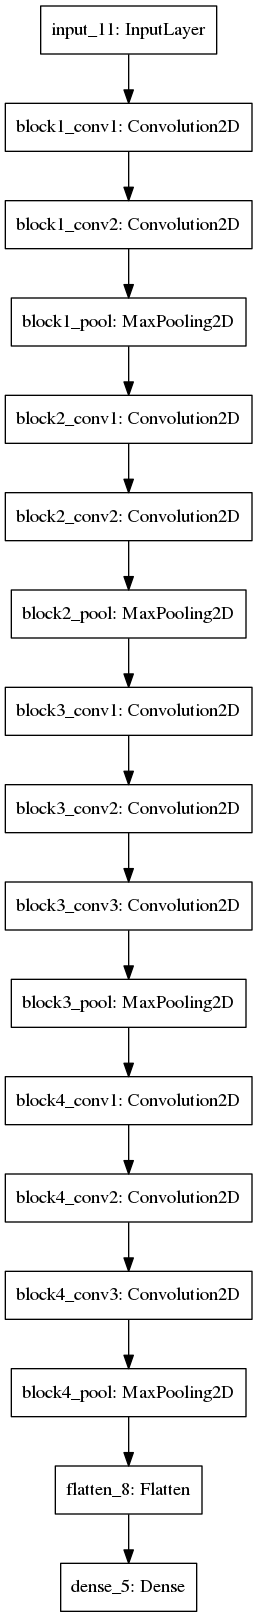 input_11: InputLayer
block1_conv1: Convolution2D
block1_conv2: Convolution2D
block1_pool: MaxPooling2D
block2_conv1: Convolution2D
block2_conv2: Convolution2D
block2_pool: MaxPooling2D
block3_conv1: Convolution2D
block3_conv2: Convolution2D
block3_conv3: Convolution2D
block3_pool: MaxPooling2D
block4_conv1: Convolution2D
block4_conv2: Convolution2D
block4_conv3: Convolution2D
block4_pool: MaxPooling2D
flatten_8: Flatten
dense_5: Dense